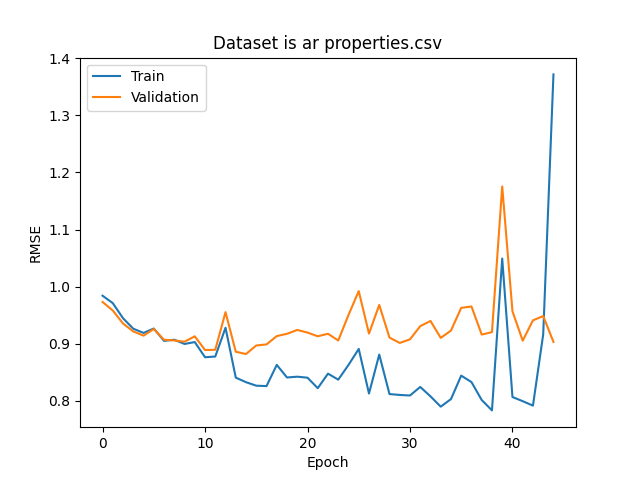 Dataset is ar properties.csv
Train
Validation
RMSE
1.4
1.3
1.2
1.1
1.0
0.9
0.8
0
10
20
30
40
Epoch